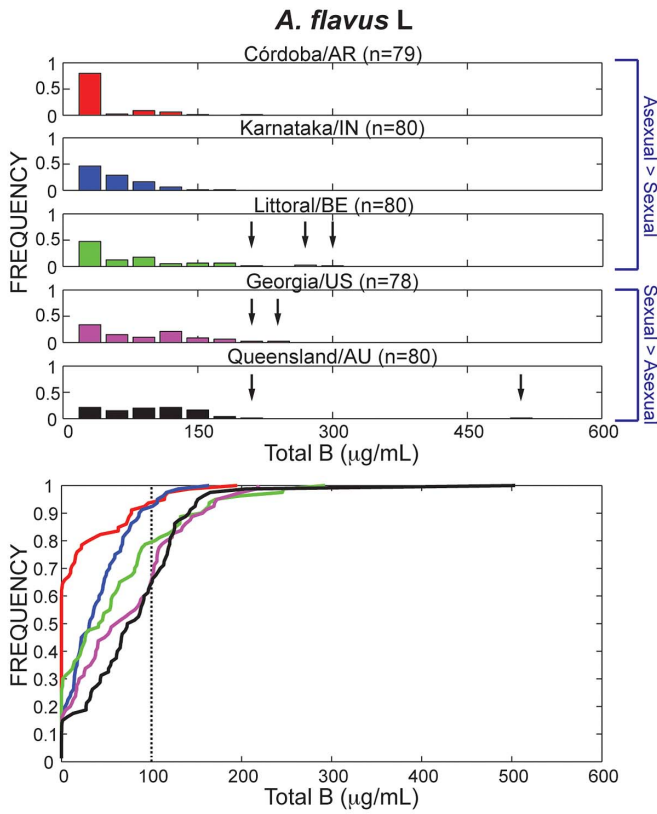 A. flavus L
Córdoba/AR (n=79)
1
0.5
0
Karnataka/IN (n=80)
1
0.5
0
Littoral/BE (n=80)
1
0.5
0
Georgia/US (n=78)
1
0.5
0
Queensland/AU (n=80)
1
0.5
0
0 150 300 450 600
Total B (µg/mL)
FREQUENCY
Asexual > Sexual
Sexual > Asexual
1
0.9
0.8
0.7
0.6
0.5
0.4
0.3
0.2
0.1
0
0 100 200 300 400 500 600
Total B (µg/mL)
FREQUENCY